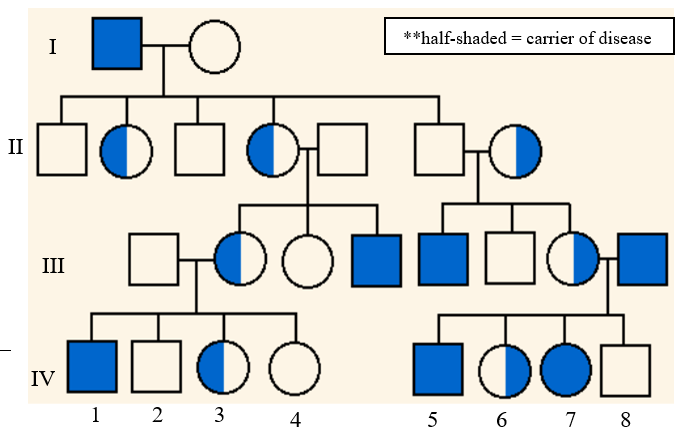 I
**half-shaded = carrier of disease
II
III
IV
1 2 3 4 5 6 7 8